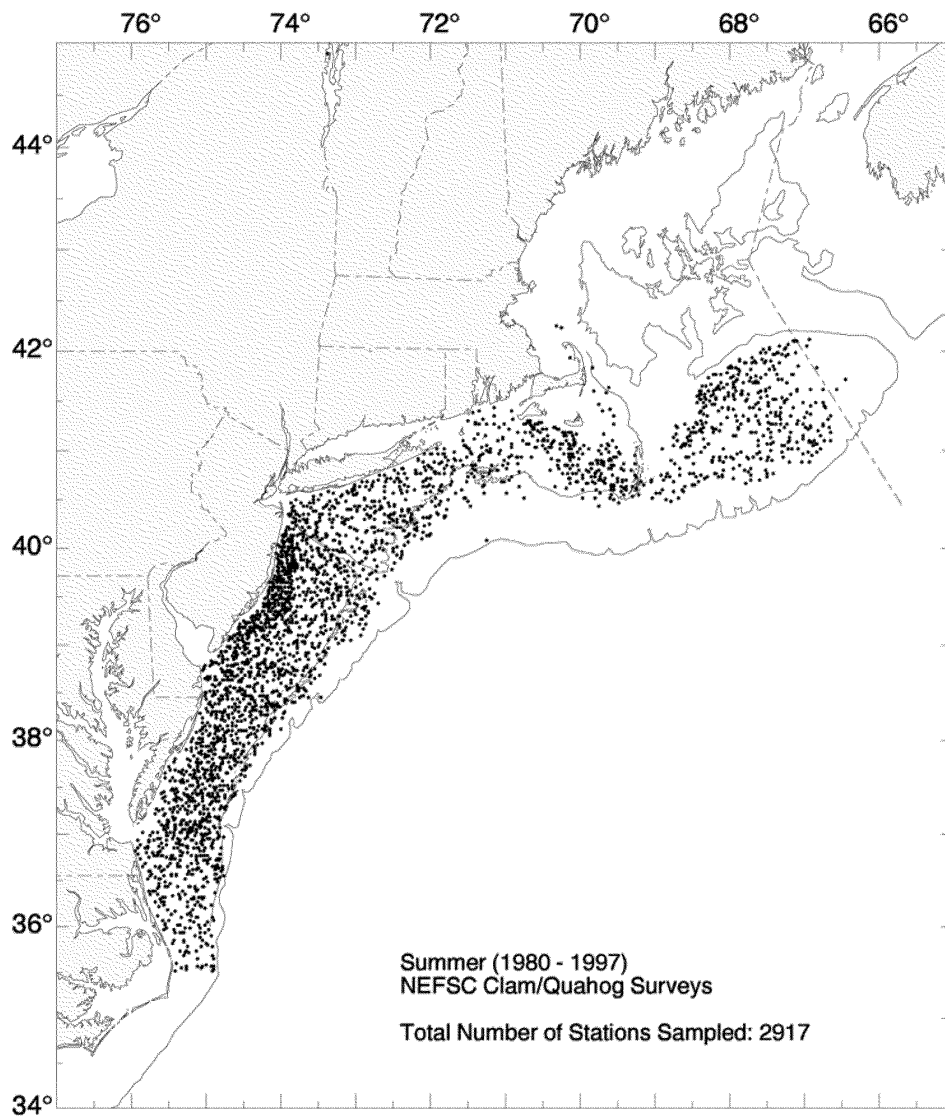 76° 74° 72° 70° 68° 66°
44°
42°
40°
38°
36°
34°
Summer (1980 - 1997)
NEFSC Clam/Quahog Surveys
Total Number of Stations Sampled: 2917